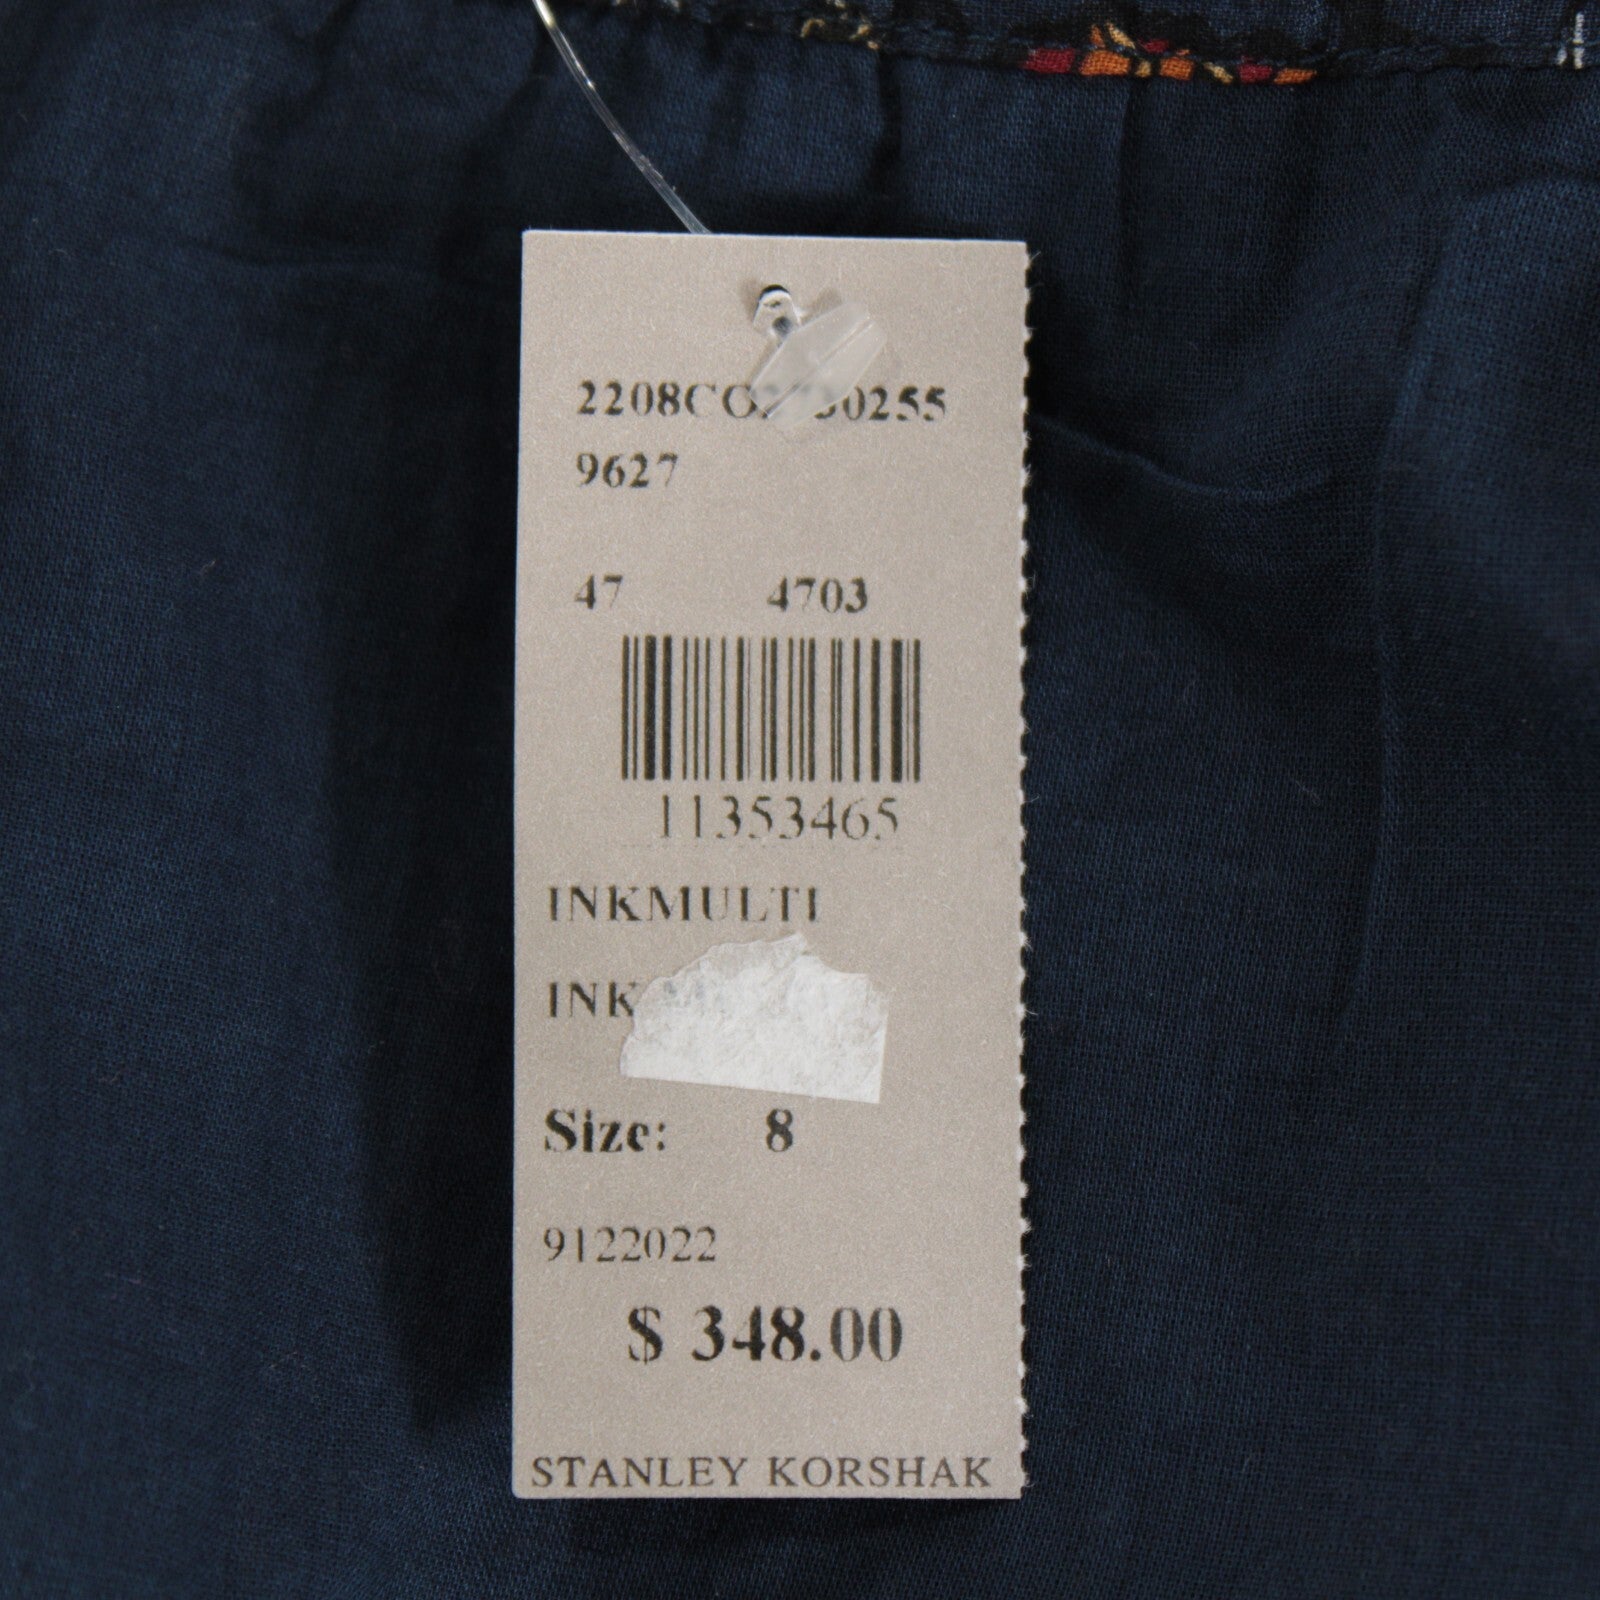 9627
47 4703
11353465
INKMULTI
Size: 8
9122022
$ 348.00
STANLEY KORSHAK